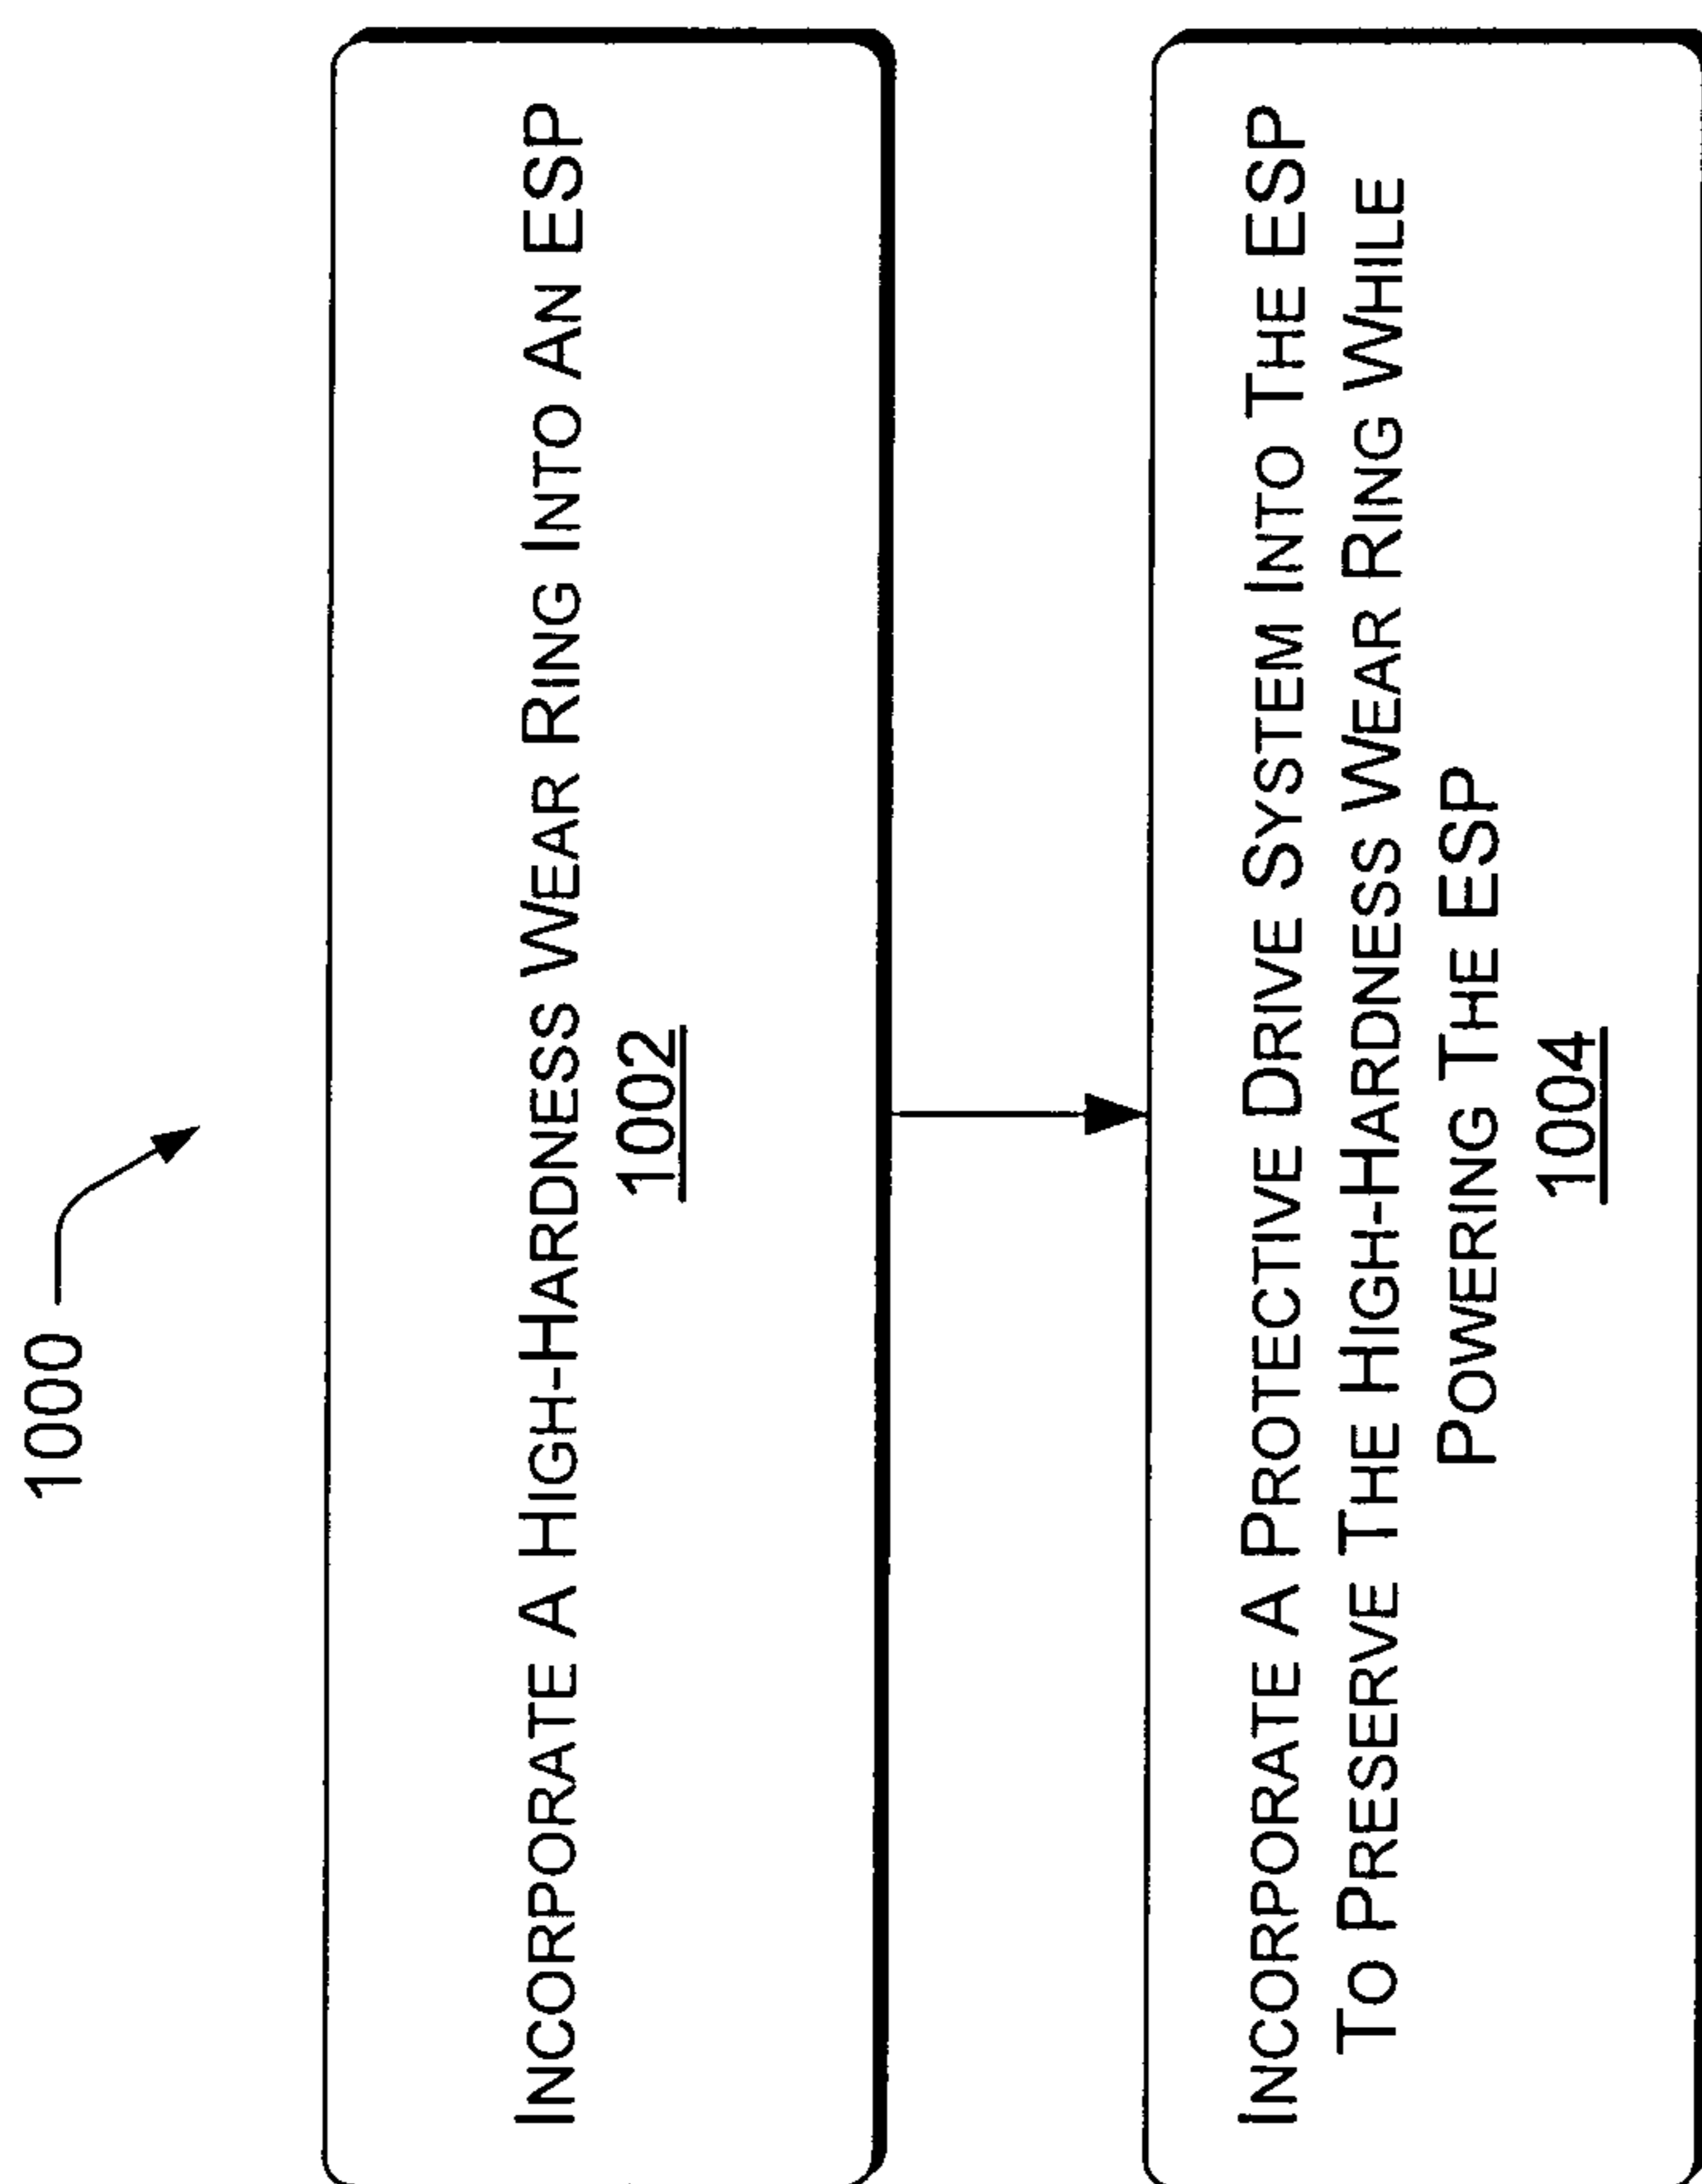 1000
INCORPORATE A HIGH-HARDNESS WEAR RING INTO AN ESP
1002
INCORPORATE A PROTECTIVE DRIVE SYSTEM INTO THE ESP
TO PRESERVE THE HIGH-HARDNESS WEAR RING WHILE
POWERING THE ESP
1004